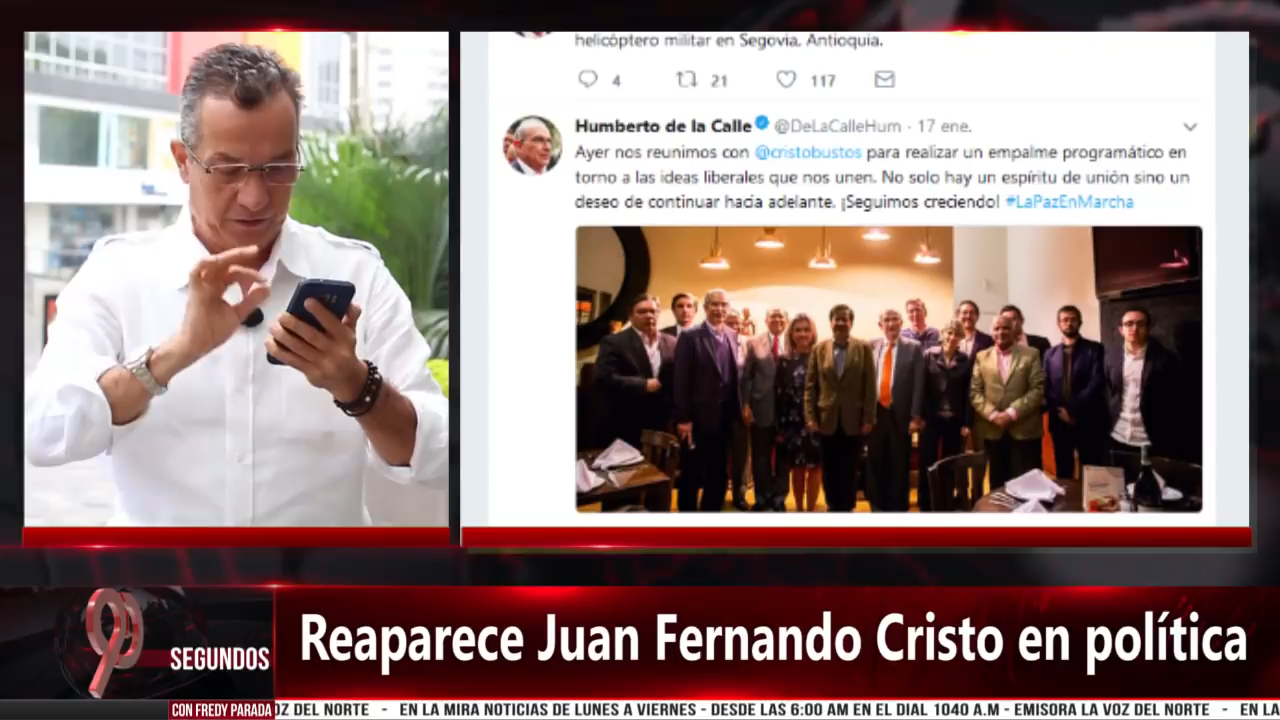 helicóptero militar en Segovia, Antioquia.
4 21 117
Humberto de la Calle @DeLaCalleHum · 17 ene.
Ayer nos reunimos con @cristobustos para realizar un empalme programático en
torno a las ideas liberales que nos unen. No solo hay un espíritu de unión sino un
deseo de continuar hacia adelante. ¡Seguimos creciendo! #LaPazEnMarcha
90
SEGUNDOS
Reaparece Juan Fernando Cristo en política
CON FREDY PARADA
OZ DEL NORTE - EN LA MIRA NOTICIAS DE LUNES A VIERNES - DESDE LAS 6:00 AM EN EL DIAL 1040 A.M - EMISORA LA VOZ DEL NORTE - EN LA